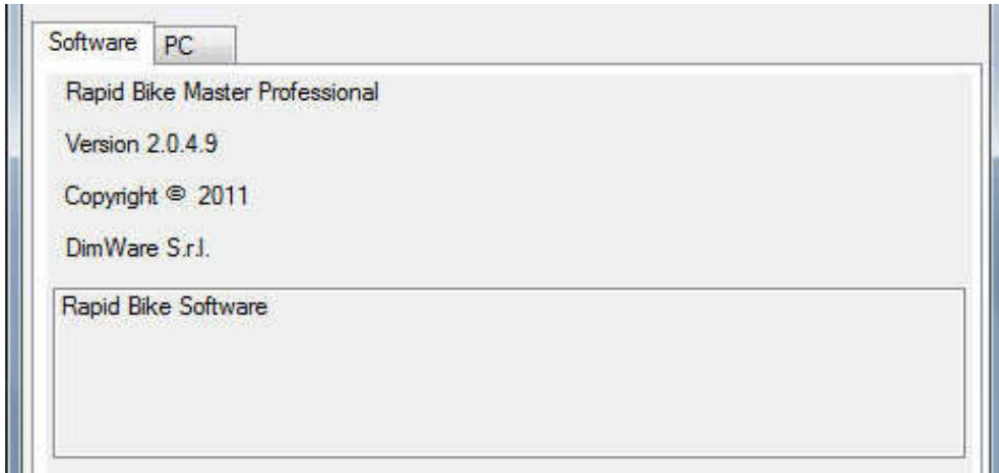 Software PC
Rapid Bike Master Professional
Version 2.0.4.9
Copyright © 2011
DimWare S.r.l.
Rapid Bike Software